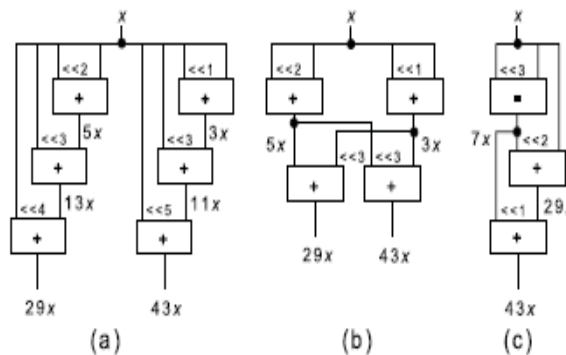 x x x
<<2 <<1 <<2 <<1 <<3
+ + + + -
5x 3x 5x 3x 7x
<<3 <<3 <<3 <<3 <<2
+ + + + +
13x 11x 29x
<<4 <<5 <<1
+ + +
29x 43x 29x 43x 43x
(a) (b) (c)